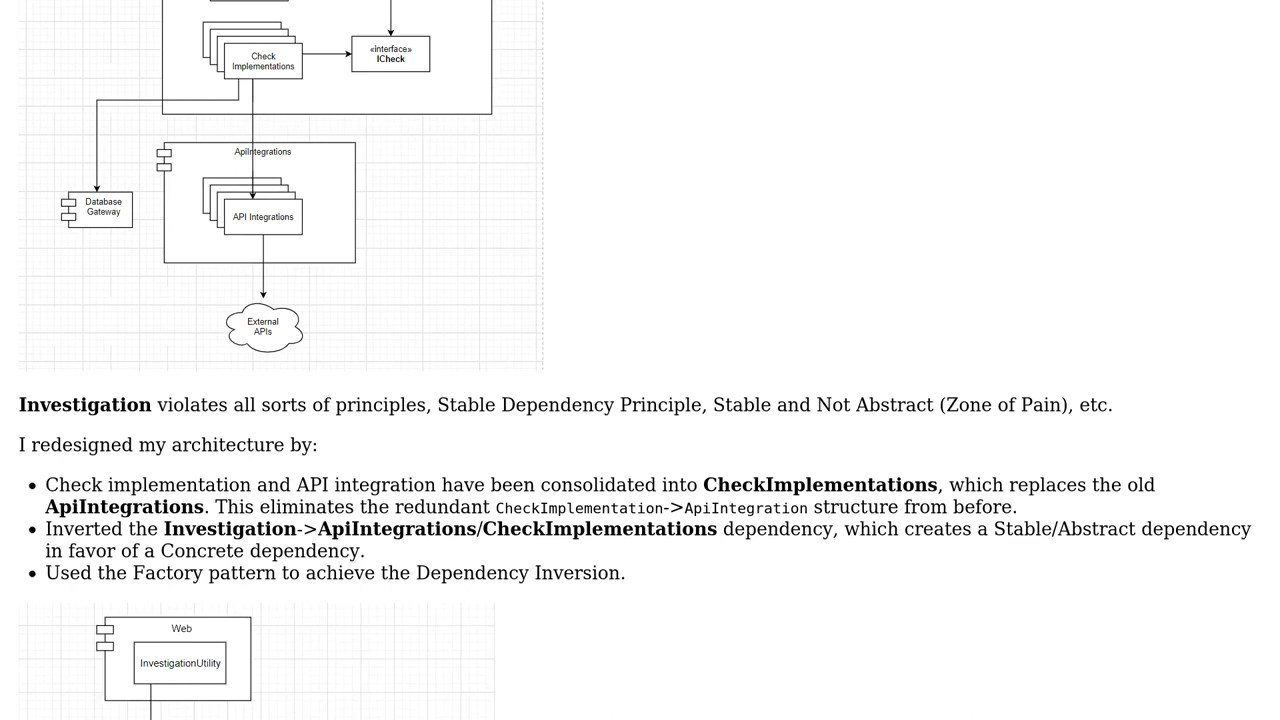 «interface»
ICheck
Check
Implementations
ApiIntegrations
Database
Gateway
API Integrations
External
APIs
Investigation violates all sorts of principles, Stable Dependency Principle, Stable and Not Abstract (Zone of Pain), etc.
I redesigned my architecture by:
• Check implementation and API integration have been consolidated into CheckImplementations, which replaces the old
ApiIntegrations. This eliminates the redundant CheckImplementation->ApiIntegration structure from before.
• Inverted the Investigation->ApiIntegrations/CheckImplementations dependency, which creates a Stable/Abstract dependency
in favor of a Concrete dependency.
• Used the Factory pattern to achieve the Dependency Inversion.
Web
InvestigationUtility